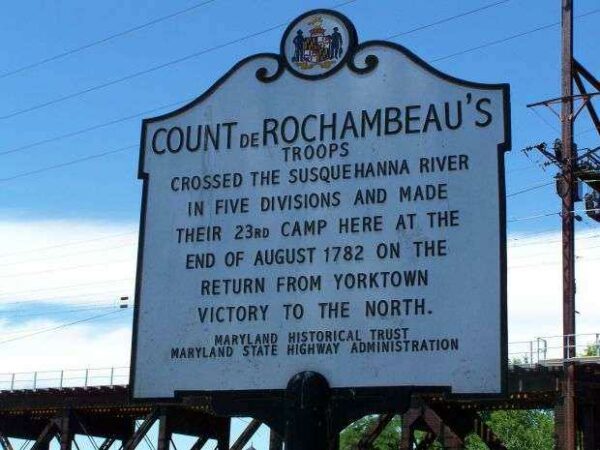 COUNT DE ROCHAMBEAU'S
TROOPS
CROSSED THE SUSQUEHANNA RIVER
IN FIVE DIVISIONS AND MADE
THEIR 23RD CAMP HERE AT THE
END OF AUGUST 1782 ON THE
RETURN FROM YORKTOWN
VICTORY TO THE NORTH.
MARYLAND HISTORICAL TRUST
MARYLAND STATE HIGHWAY ADMINISTRATION